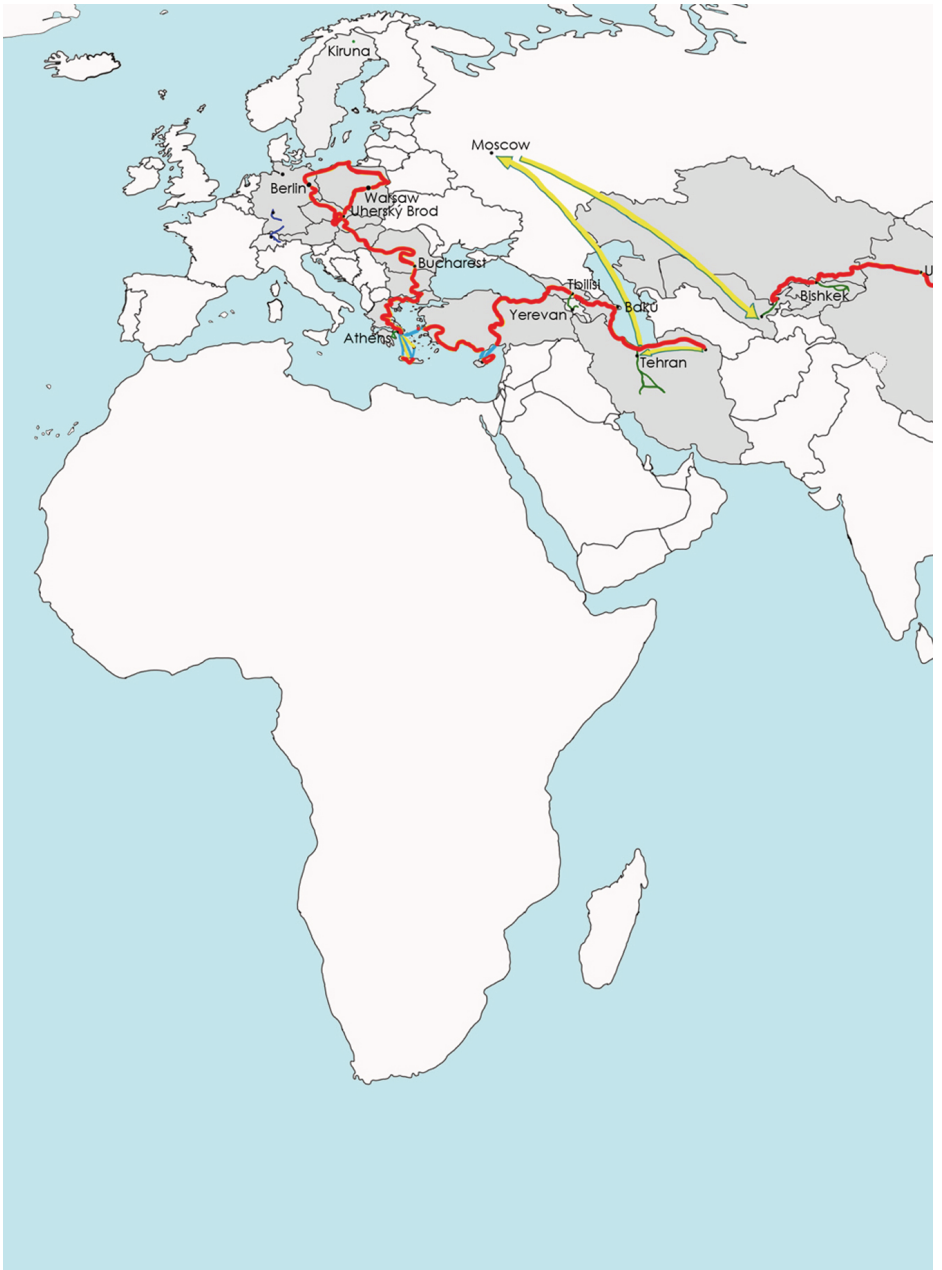 Kiruna
Moscow
Berlin
Warsaw
Uherský Brod
Bucharest
Tbilisi
Bishkek
Baku
Yerevan
Athens
Tehran
U